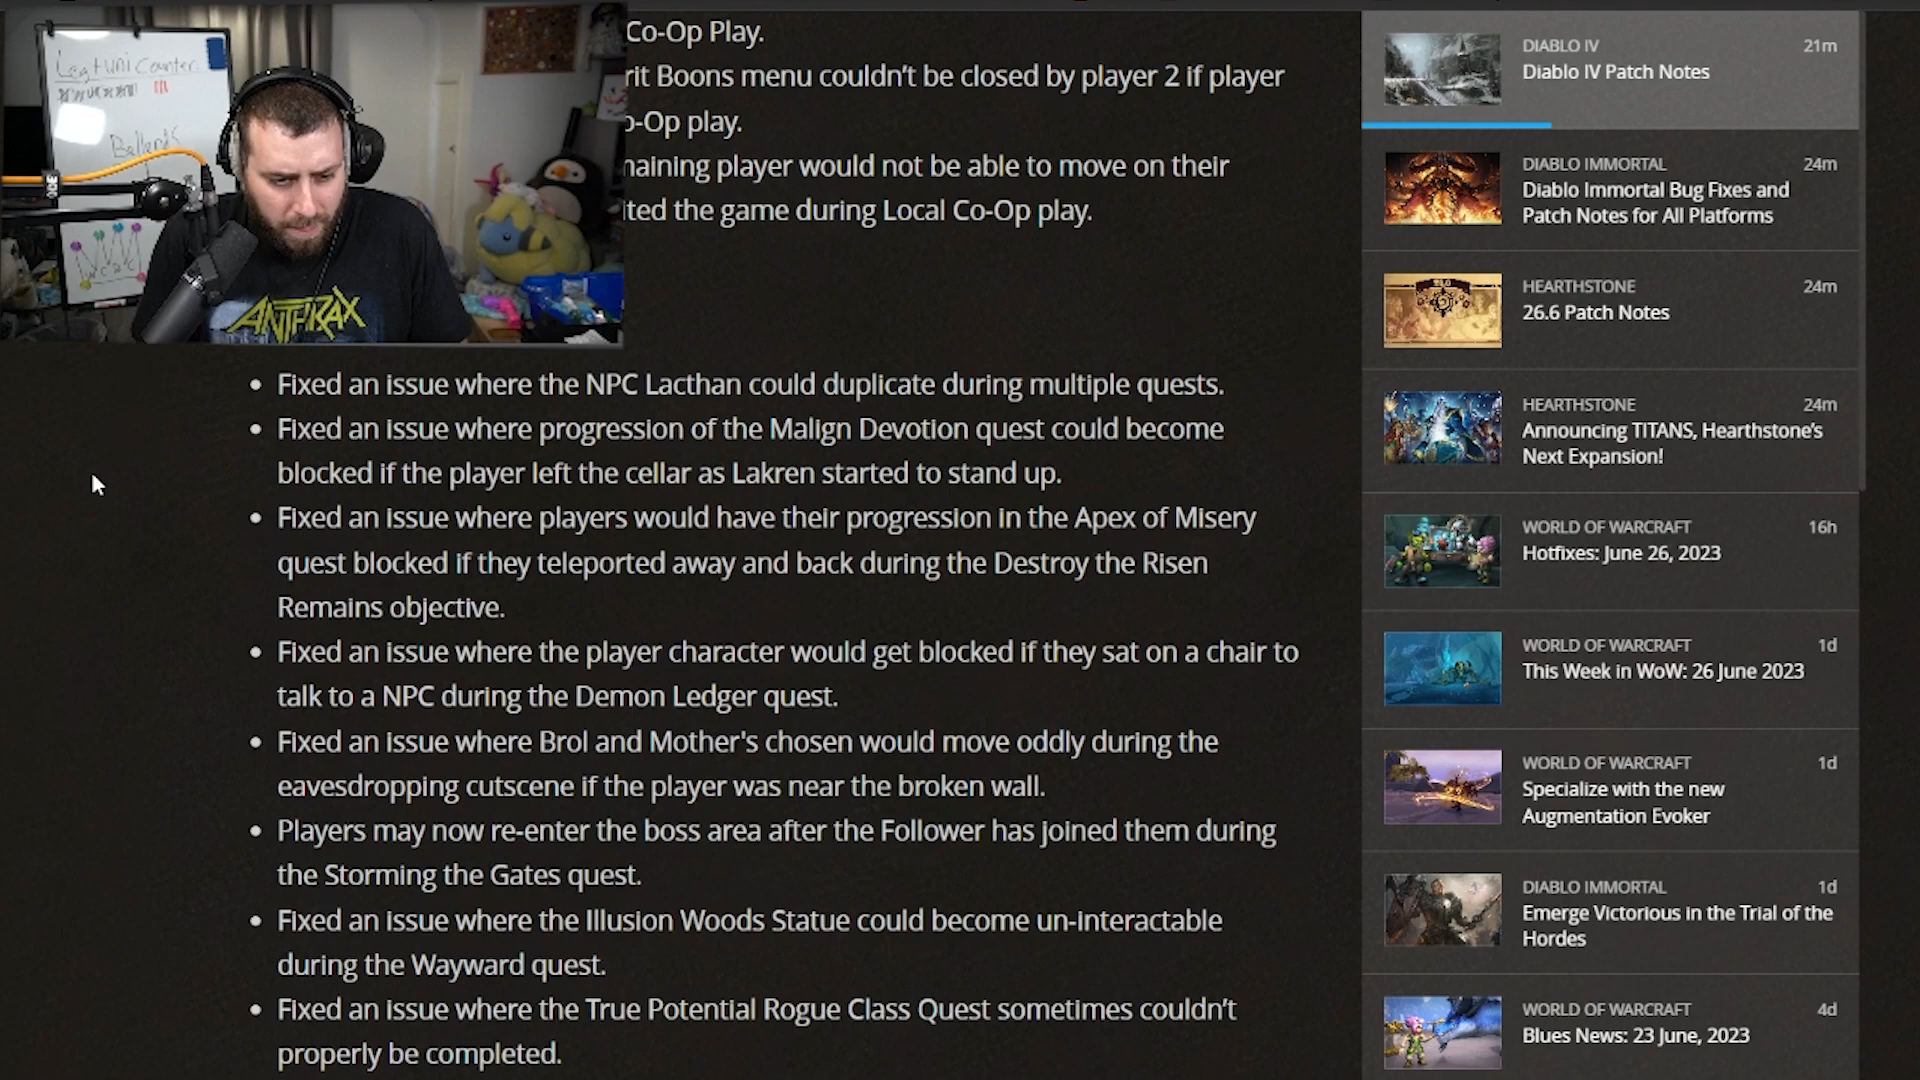 Legtuni Counter
ANTHRAX
Co-Op Play.
rit Boons menu couldn't be closed by player 2 if player
o-Op play.
naining player would not be able to move on their
ited the game during Local Co-Op play.
• Fixed an issue where the NPC Lacthan could duplicate during multiple quests.
• Fixed an issue where progression of the Malign Devotion quest could become
blocked if the player left the cellar as Lakren started to stand up.
• Fixed an issue where players would have their progression in the Apex of Misery
quest blocked if they teleported away and back during the Destroy the Risen
Remains objective.
• Fixed an issue where the player character would get blocked if they sat on a chair to
talk to a NPC during the Demon Ledger quest.
• Fixed an issue where Brol and Mother's chosen would move oddly during the
eavesdropping cutscene if the player was near the broken wall.
• Players may now re-enter the boss area after the Follower has joined them during
the Storming the Gates quest.
• Fixed an issue where the Illusion Woods Statue could become un-interactable
during the Wayward quest.
• Fixed an issue where the True Potential Rogue Class Quest sometimes couldn't
properly be completed.
DIABLO IV 21m
Diablo IV Patch Notes
DIABLO IMMORTAL 24m
Diablo Immortal Bug Fixes and
Patch Notes for All Platforms
HEARTHSTONE 24m
26.6 Patch Notes
HEARTHSTONE 24m
Announcing TITANS, Hearthstone's
Next Expansion!
WORLD OF WARCRAFT 16h
Hotfixes: June 26, 2023
WORLD OF WARCRAFT 1d
This Week in WoW: 26 June 2023
WORLD OF WARCRAFT 1d
Specialize with the new
Augmentation Evoker
DIABLO IMMORTAL 1d
Emerge Victorious in the Trial of the
Hordes
WORLD OF WARCRAFT 4d
Blues News: 23 June, 2023